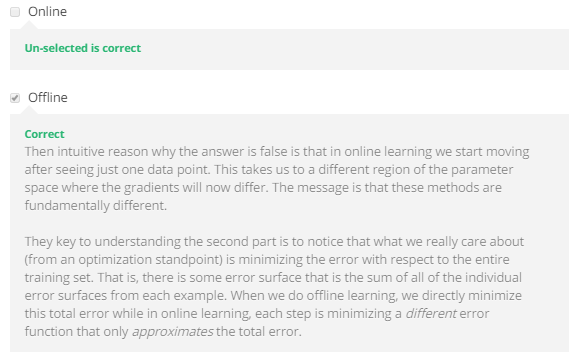 Online
Un-selected is correct
Offline
Correct
Then intuitive reason why the answer is false is that in online learning we start moving
after seeing just one data point. This takes us to a different region of the parameter
space where the gradients will now differ. The message is that these methods are
fundamentally different.
They key to understanding the second part is to notice that what we really care about
(from an optimization standpoint) is minimizing the error with respect to the entire
training set. That is, there is some error surface that is the sum of all of the individual
error surfaces from each example. When we do offline learning, we directly minimize
this total error while in online learning, each step is minimizing a different error
function that only approximates the total error.